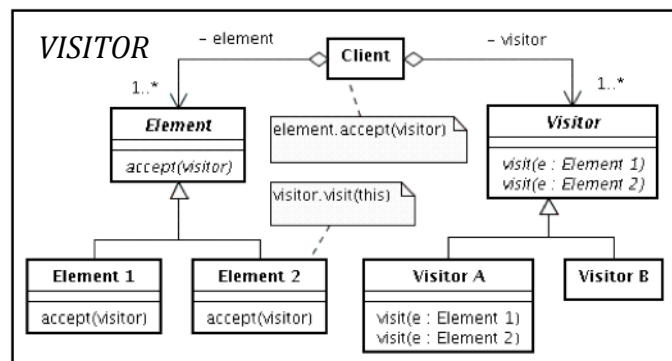 VISITOR
– element
Client
– visitor
1..*
1..*
Element
accept(visitor)
element.accept(visitor)
Visitor
visit(e : Element 1)
visit(e : Element 2)
visitor.visit(this)
Element 1
accept(visitor)
Element 2
accept(visitor)
Visitor A
visit(e : Element 1)
visit(e : Element 2)
Visitor B